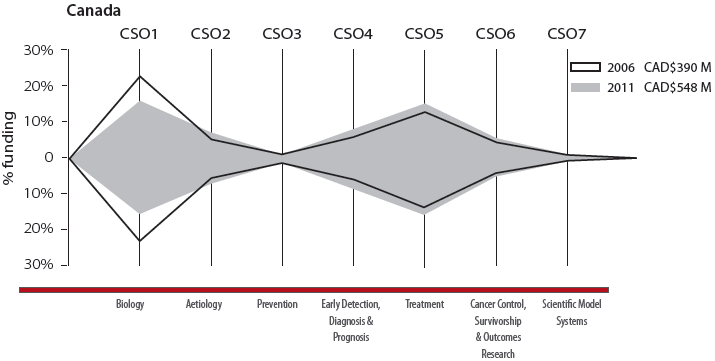 Canada
CSO1 CSO2 CSO3 CSO4 CSO5 CSO6 CSO7
30%
20%
10%
0
10%
20%
30%
% funding
2006 CAD$390 M
2011 CAD$548 M
Biology Aetiology Prevention Early Detection, Treatment Cancer Control, Scientific Model
Diagnosis & Survivorship Systems
Prognosis & Outcomes
Research